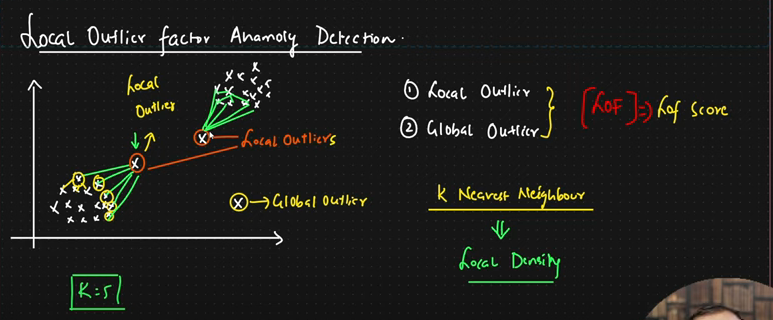 Local Outlier factor Anamoly Detection.
Local
Outlier
Local Outliers
Global Outlier
K=5
① Local Outlier
② Global Outlier
[LOF] ⇒ Lof Score
K Nearest Neighbour
Local Density